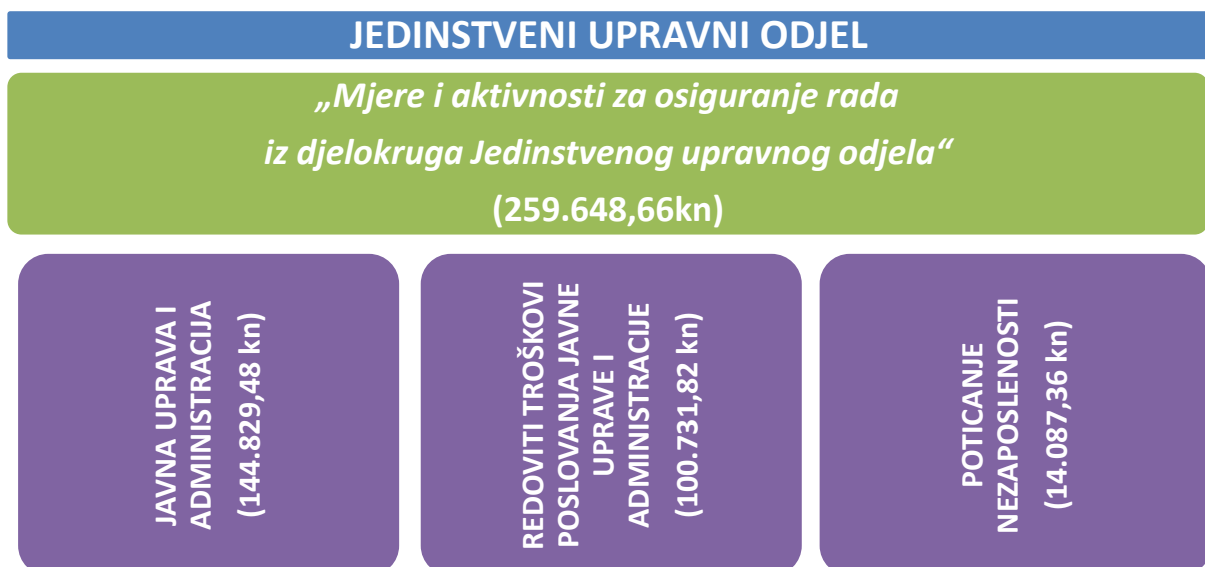 JEDINSTVENI UPRAVNI ODJEL
„Mjere i aktivnosti za osiguranje rada
iz djelokruga Jedinstvenog upravnog odjela“
(259.648,66kn)
JAVNA UPRAVA I
ADMINISTRACIJA
(144.829,48 kn)
REDOVITI TROŠKOVI
POSLOVANJA JAVNE
UPRAVE I
ADMINISTRACIJE
(100.731,82 kn)
POTICANJE
NEZAPOSLENOSTI
(14.087,36 kn)